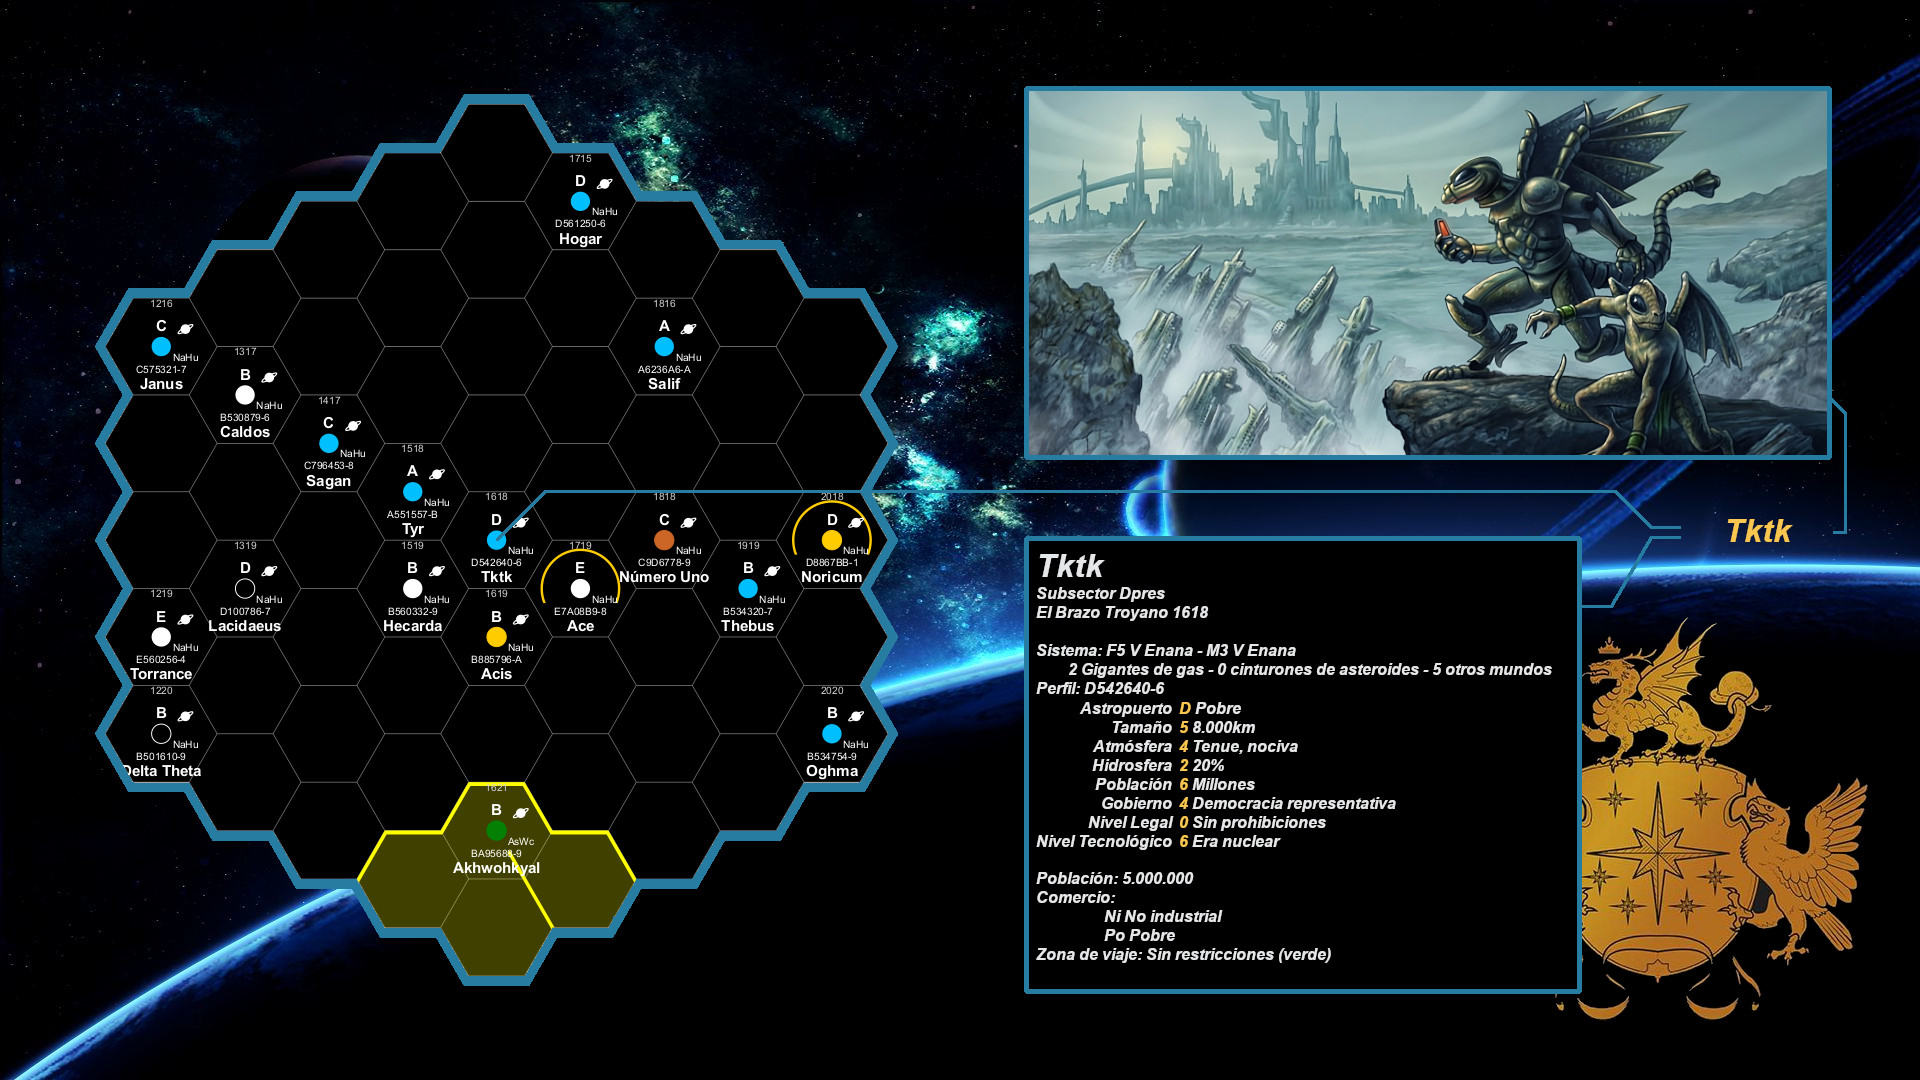 1715
D
NaHu
D561250-6
Hogar
1216
C
NaHu
C575321-7
Janus
1816
A
NaHu
A6236A6-A
Salif
1317
B
NaHu
B530879-6
Caldos
1417
C
NaHu
C796453-8
Sagan
1518
A
NaHu
A551557-B
Tyr
1618
D
NaHu
D542640-6
Tktk
1818
C
NaHu
C9D6778-9
Número Uno
2018
D
NaHu
D8867BB-1
Noricum
1319
D
NaHu
D100786-7
Lacidaeus
1519
B
NaHu
B560332-9
Hecarda
1719
E
NaHu
E7A08B9-8
Ace
1919
B
NaHu
B534320-7
Thebus
1219
E
NaHu
E560256-4
Torrance
1619
B
NaHu
B885796-A
Acis
1220
B
NaHu
B501610-9
Delta Theta
2020
B
NaHu
B534754-9
Oghma
1621
B
AsWc
Akhwohkyal
Tktk
Tktk
Subsector Dpres
El Brazo Troyano 1618
Sistema: F5 V Enana - M3 V Enana
2 Gigantes de gas - 0 cinturones de asteroides - 5 otros mundos
Perfil: D542640-6
Astropuerto D Pobre
Tamaño 5 8.000km
Atmósfera 4 Tenue, nociva
Hidrosfera 2 20%
Población 6 Millones
Gobierno 4 Democracia representativa
Nivel Legal 0 Sin prohibiciones
Nivel Tecnológico 6 Era nuclear
Población: 5.000.000
Comercio:
Ni No industrial
Po Pobre
Zona de viaje: Sin restricciones (verde)